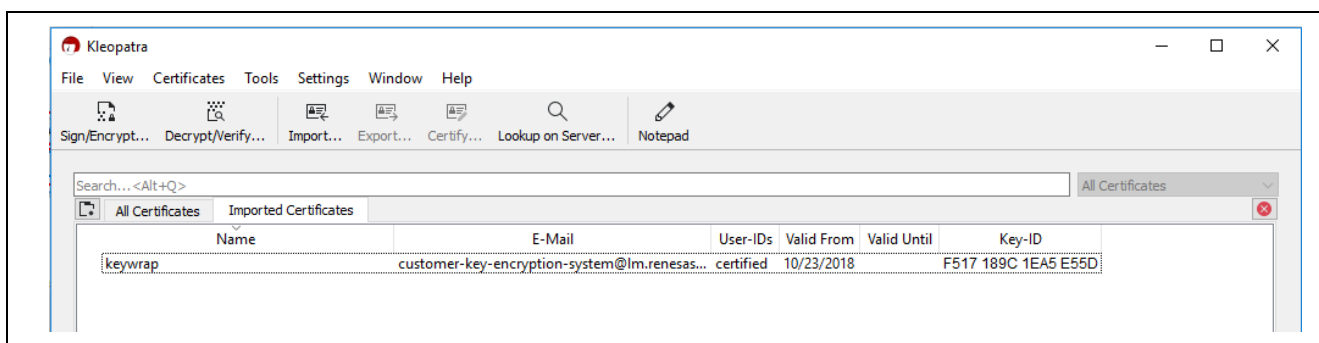 Kleopatra
File View Certificates Tools Settings Window Help
Sign/Encrypt... Decrypt/Verify... Import... Export... Certify... Lookup on Server... Notepad
Search...<Alt+Q> All Certificates
All Certificates Imported Certificates
Name E-Mail User-IDs Valid From Valid Until Key-ID
keywrap customer-key-encryption-system@lm.renesas... certified 10/23/2018 F517 189C 1EA5 E55D